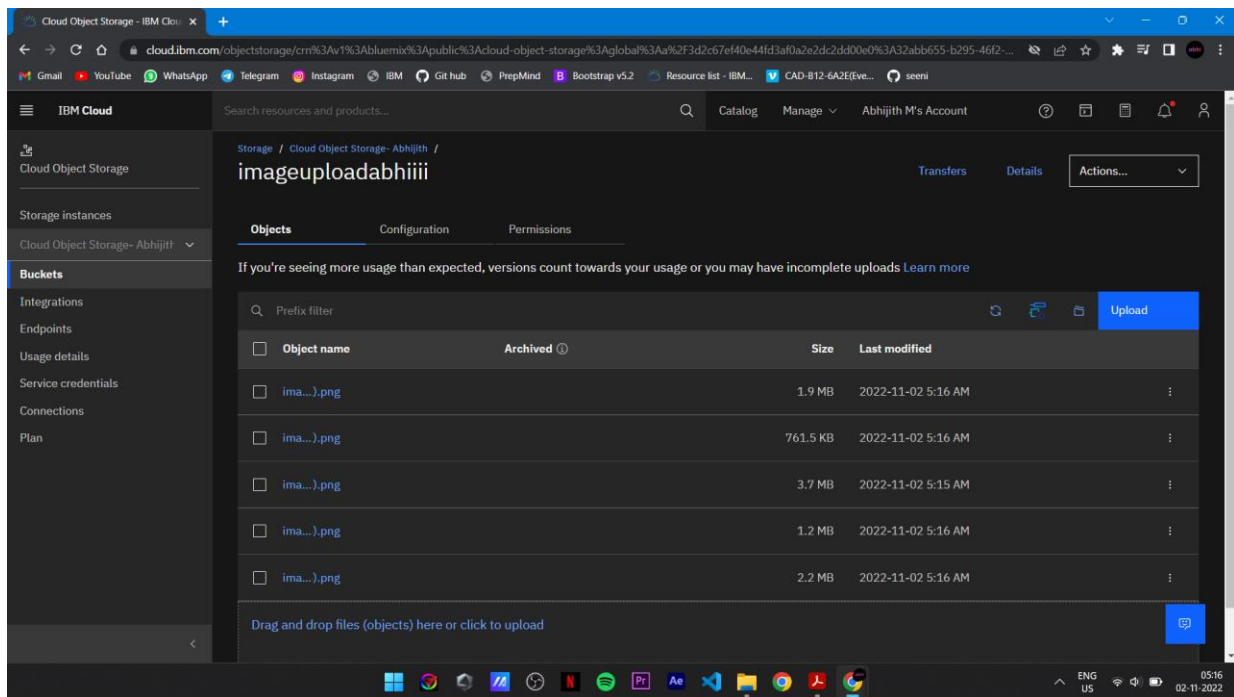 Cloud Object Storage - IBM Clou
cloud.ibm.com/objectstorage/crn%3Av1%3Abluemix%3Apublic%3Acloud-object-storage%3Aglobal%3Aa%2F3d2c67ef40e44fd3af0a2e2dc2dd00e0%3A32abb655-b295-46f2-...
Gmail YouTube WhatsApp Telegram Instagram IBM Git hub PrepMind Bootstrap v5.2 Resource list - IBM... CAD-B12-6A2E(Eve... seeni
IBM Cloud Search resources and products... Catalog Manage Abhijith M's Account
Storage / Cloud Object Storage- Abhijith /
Cloud Object Storage
imageuploadabhiiii
Transfers Details Actions...
Storage instances
Cloud Object Storage- Abhijith
Buckets
Integrations
Endpoints
Usage details
Service credentials
Connections
Plan
Objects Configuration Permissions
If you're seeing more usage than expected, versions count towards your usage or you may have incomplete uploads Learn more
Prefix filter Upload
Object name Archived Size Last modified
ima...).png 1.9 MB 2022-11-02 5:16 AM
ima...).png 761.5 KB 2022-11-02 5:16 AM
ima...).png 3.7 MB 2022-11-02 5:15 AM
ima...).png 1.2 MB 2022-11-02 5:16 AM
ima...).png 2.2 MB 2022-11-02 5:16 AM
Drag and drop files (objects) here or click to upload
ENG
US
05:16
02-11-2022